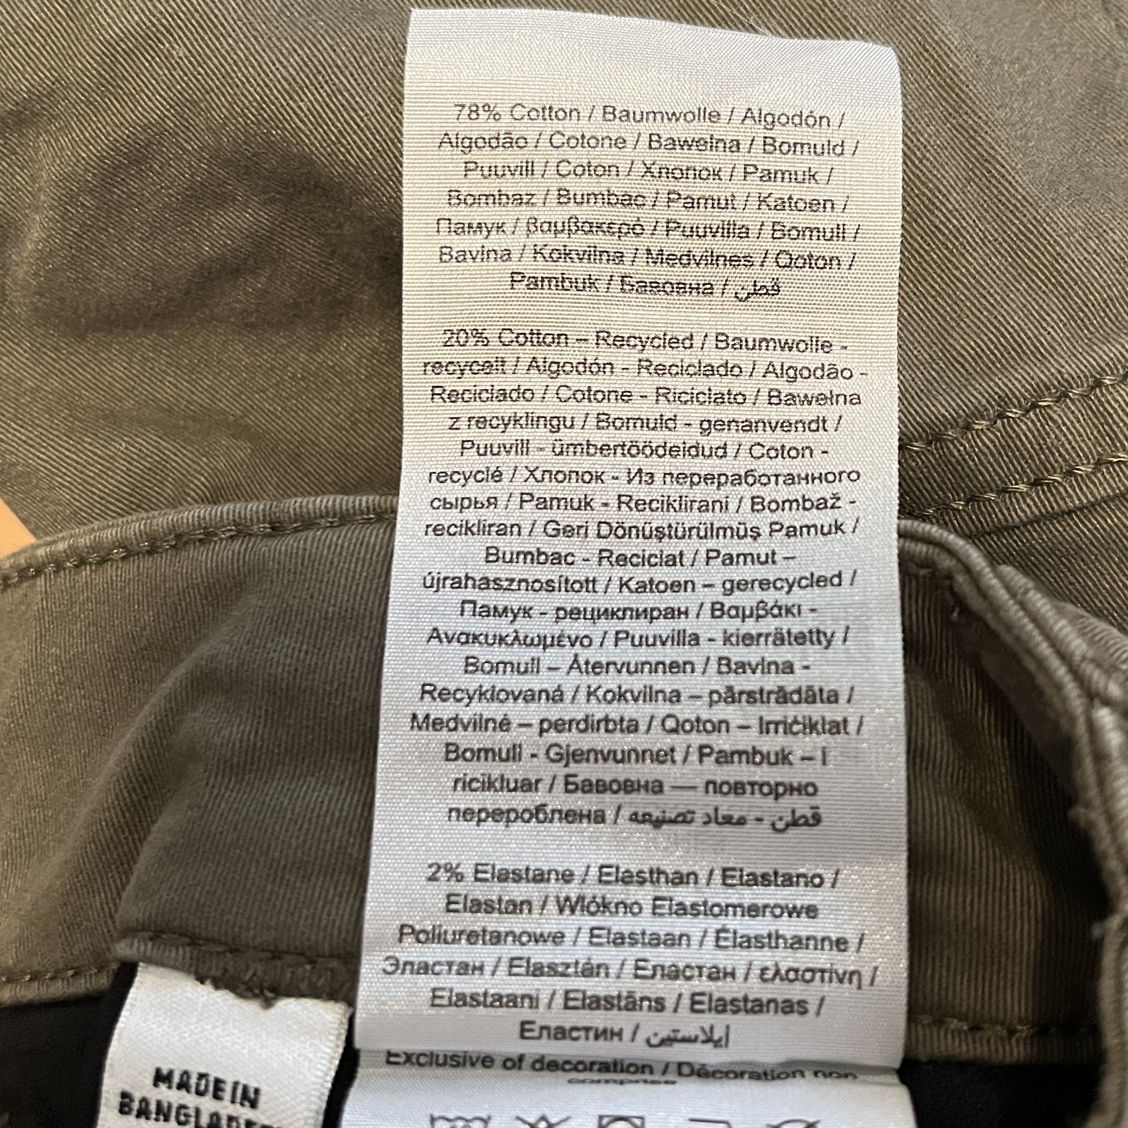 78% Cotton / Baumwolle / Algodón /
Algodão / Cotone / Bawełna / Bomuld /
Puuvill / Coton / Хлопок / Pamuk /
Bombaž / Bumbac / Pamut / Katoen /
Памук / βαμβακερό / Puuvilla / Bomull /
Bavlna / Kokvilna / Medvilnės / Qoton /
Pambuk / Бавовна / قطن
20% Cotton – Recycled / Baumwolle -
recycelt / Algodón - Reciclado / Algodão -
Reciclado / Cotone - Riciclato / Bawełna
z recyklingu / Bomuld - genanvendt /
Puuvill - ümbertöödeldud / Coton -
recyclé / Хлопок - Из переработанного
сырья / Pamuk - Reciklirani / Bombaž -
recikliran / Geri Dönüştürülmüş Pamuk /
Bumbac - Reciclat / Pamut –
újrahasznosított / Katoen – gerecycled /
Памук - рециклиран / Βαμβάκι -
Ανακυκλωμένο / Puuvilla - kierrätetty /
Bomull – Återvunnen / Bavlna -
Recyklovaná / Kokvilna – pārstrādāta /
Medvilnė – perdirbta / Qoton – Irriċiklat /
Bomull - Gjenvunnet / Pambuk – i
ricikluar / Бавовна — повторно
перероблена / قطن - معاد تصنيعه
2% Elastane / Elasthan / Elastano /
Elastan / Włókno Elastomerowe
Poliuretanowe / Elastaan / Élasthanne /
Эластан / Elasztán / Еластан / ελαστίνη /
Elastaani / Elastāns / Elastanas /
Еластин / إيلاستين
Exclusive of decoration / Décoration non
comprise
MADE IN